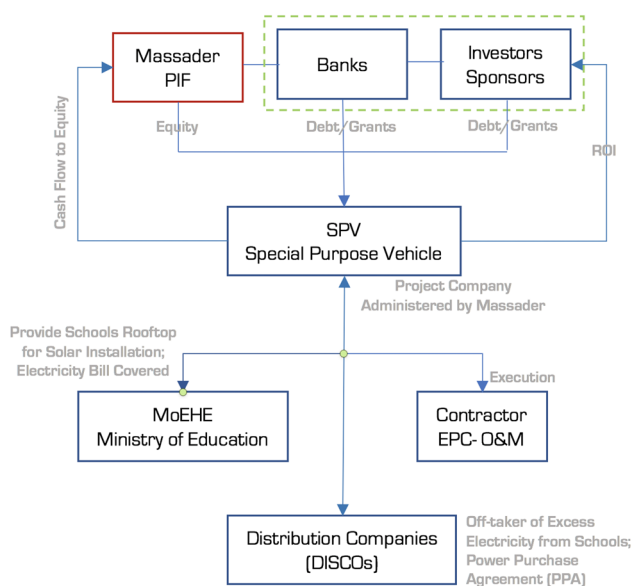 Massader
PIF
Banks
Investors
Sponsors
Equity
Debt/Grants
Debt/Grants
Cash Flow to Equity
ROI
SPV
Special Purpose Vehicle
Project Company
Administered by Massader
Provide Schools Rooftop
for Solar Installation;
Electricity Bill Covered
Execution
MoEHE
Ministry of Education
Contractor
EPC- O&M
Distribution Companies
(DISCOs)
Off-taker of Excess
Electricity from Schools;
Power Purchase
Agreement (PPA)